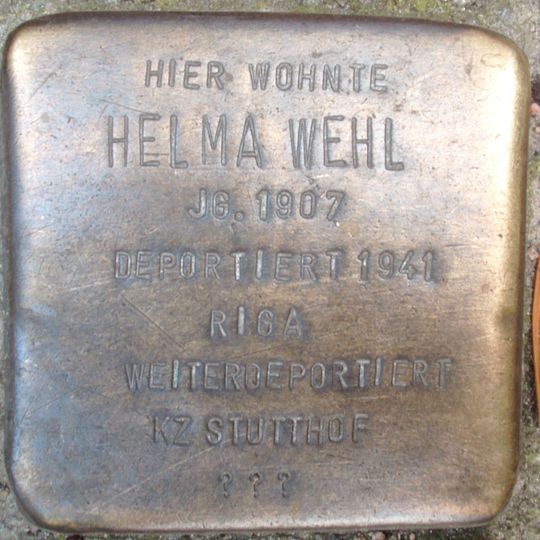 HIER WOHNTE
HELMA WEHL
JG. 1907
DEPORTIERT 1941
RIGA
WEITERDEPORTIERT
KZ STUTTHOF
? ? ?